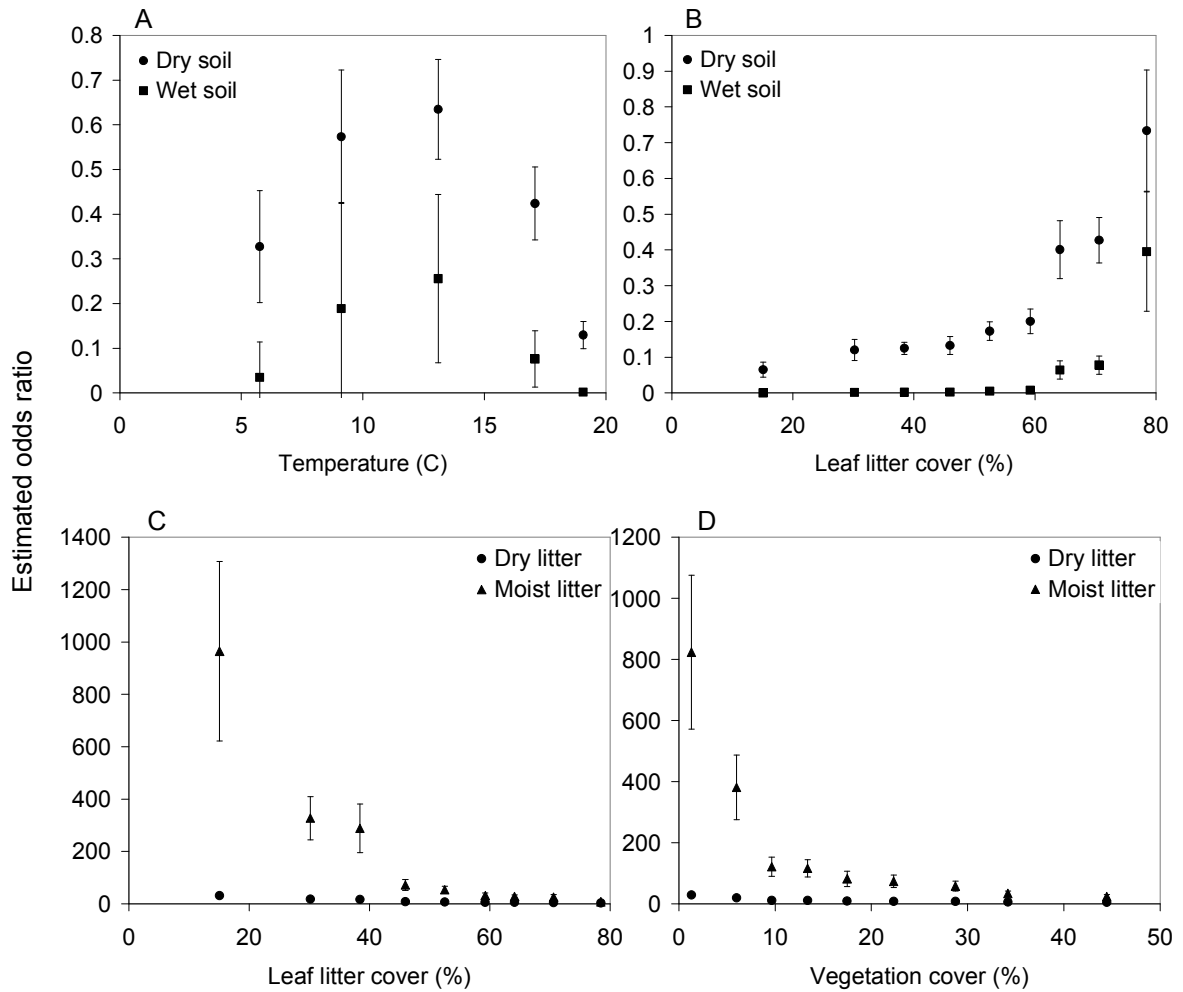 A
0.8
0.7
0.6
0.5
0.4
0.3
0.2
0.1
0
Dry soil
Wet soil
0 5 10 15 20
Temperature (C)
B
1
0.9
0.8
0.7
0.6
0.5
0.4
0.3
0.2
0.1
0
Dry soil
Wet soil
0 20 40 60 80
Leaf litter cover (%)
Estimated odds ratio
C
1400
1200
1000
800
600
400
200
0
Dry litter
Moist litter
0 20 40 60 80
Leaf litter cover (%)
D
1200
1000
800
600
400
200
0
Dry litter
Moist litter
0 10 20 30 40 50
Vegetation cover (%)